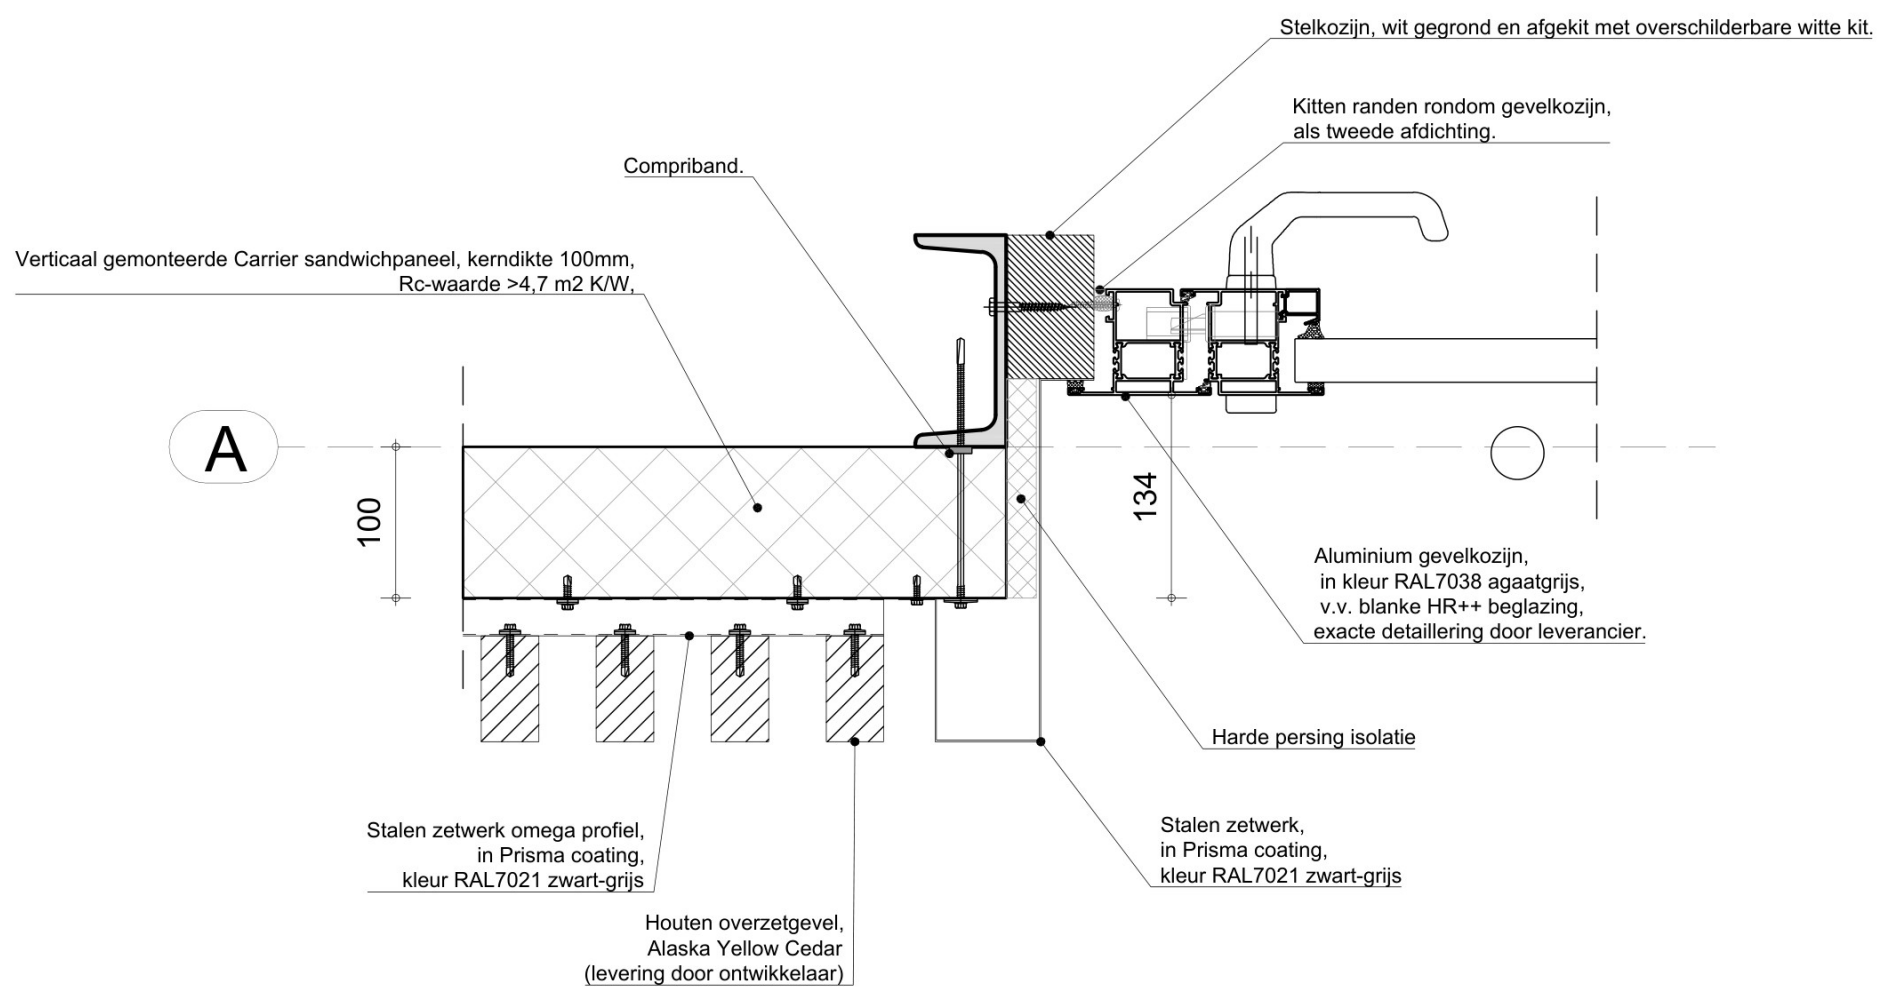 Stelkozijn, wit gegrond en afgekit met overschilderbare witte kit.
Kitten randen rondom gevelkozijn,
als tweede afdichting.
Compriband.
Verticaal gemonteerde Carrier sandwichpaneel, kerndikte 100mm,
Rc-waarde >4,7 m2 K/W,
A
100
134
Aluminium gevelkozijn,
in kleur RAL7038 agaatgrijs,
v.v. blanke HR++ beglazing,
exacte detaillering door leverancier.
Harde persing isolatie
Stalen zetwerk omega profiel,
in Prisma coating,
kleur RAL7021 zwart-grijs
Stalen zetwerk,
in Prisma coating,
kleur RAL7021 zwart-grijs
Houten overzetgevel,
Alaska Yellow Cedar
(levering door ontwikkelaar)